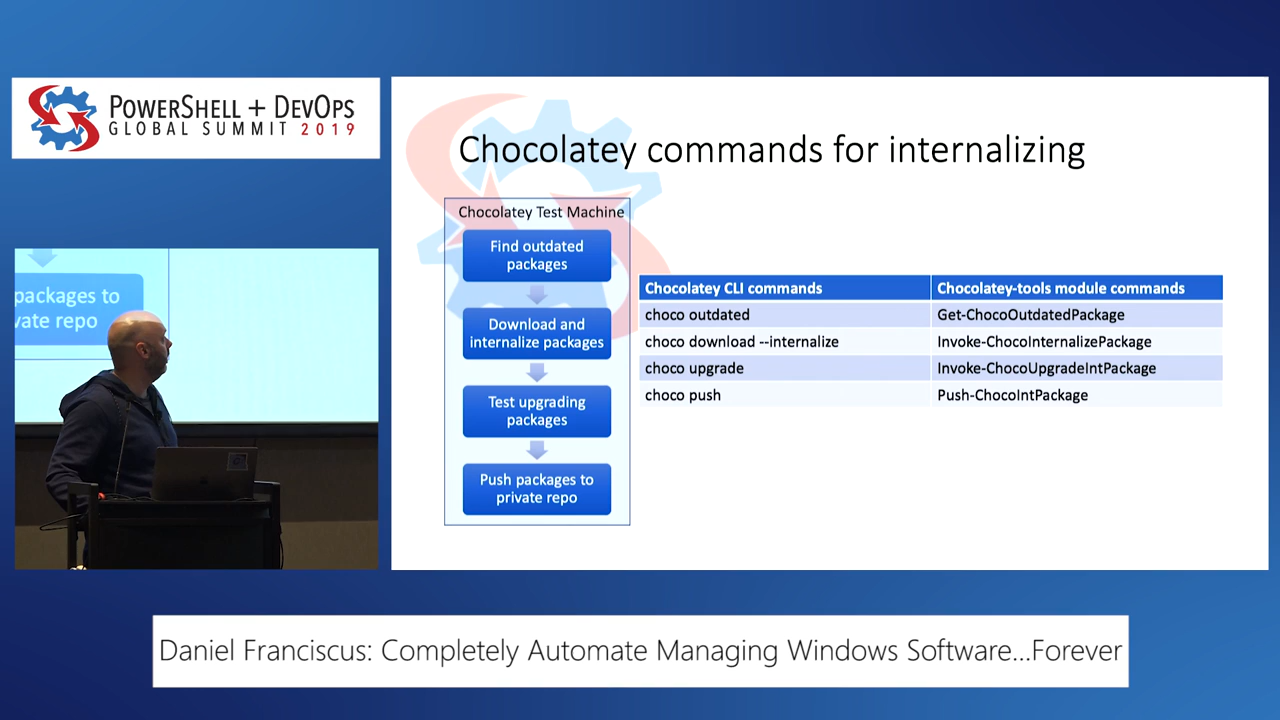 POWERSHELL + DEVOPS
GLOBAL SUMMIT 2019
packages to
vate repo
Chocolatey commands for internalizing
Chocolatey Test Machine
Find outdated
packages
Download and
internalize packages
Test upgrading
packages
Push packages to
private repo
Chocolatey CLI commands Chocolatey-tools module commands
choco outdated Get-ChocoOutdatedPackage
choco download --internalize Invoke-ChocoInternalizePackage
choco upgrade Invoke-ChocoUpgradeIntPackage
choco push Push-ChocoIntPackage
Daniel Franciscus: Completely Automate Managing Windows Software...Forever